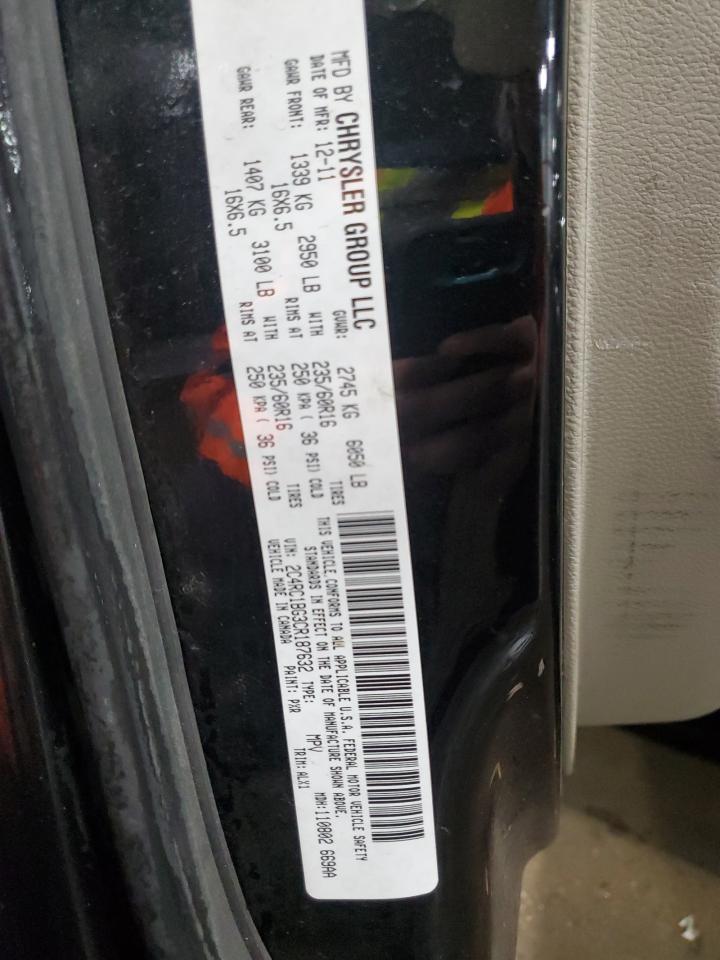 MFD BY CHRYSLER GROUP LLC
DATE OF MFR: 12-11 GVWR: 2745 KG 6050 LB
GAWR FRONT: 1339 KG 2950 LB WITH 235/60R16 TIRES
16X6.5 RIMS AT 250 KPA ( 36 PSI) COLD
GAWR REAR: 1407 KG 3100 LB WITH 235/60R16 TIRES
16X6.5 RIMS AT 250 KPA ( 36 PSI) COLD
THIS VEHICLE CONFORMS TO ALL APPLICABLE U.S.A. FEDERAL MOTOR VEHICLE SAFETY
STANDARDS IN EFFECT ON THE DATE OF MANUFACTURE SHOWN ABOVE.
VIN: 2C4RC1BG3CR187632 TYPE: MPV MDH:110802 669AA
VEHICLE MADE IN CANADA PAINT: PXR TRIM:ALX1